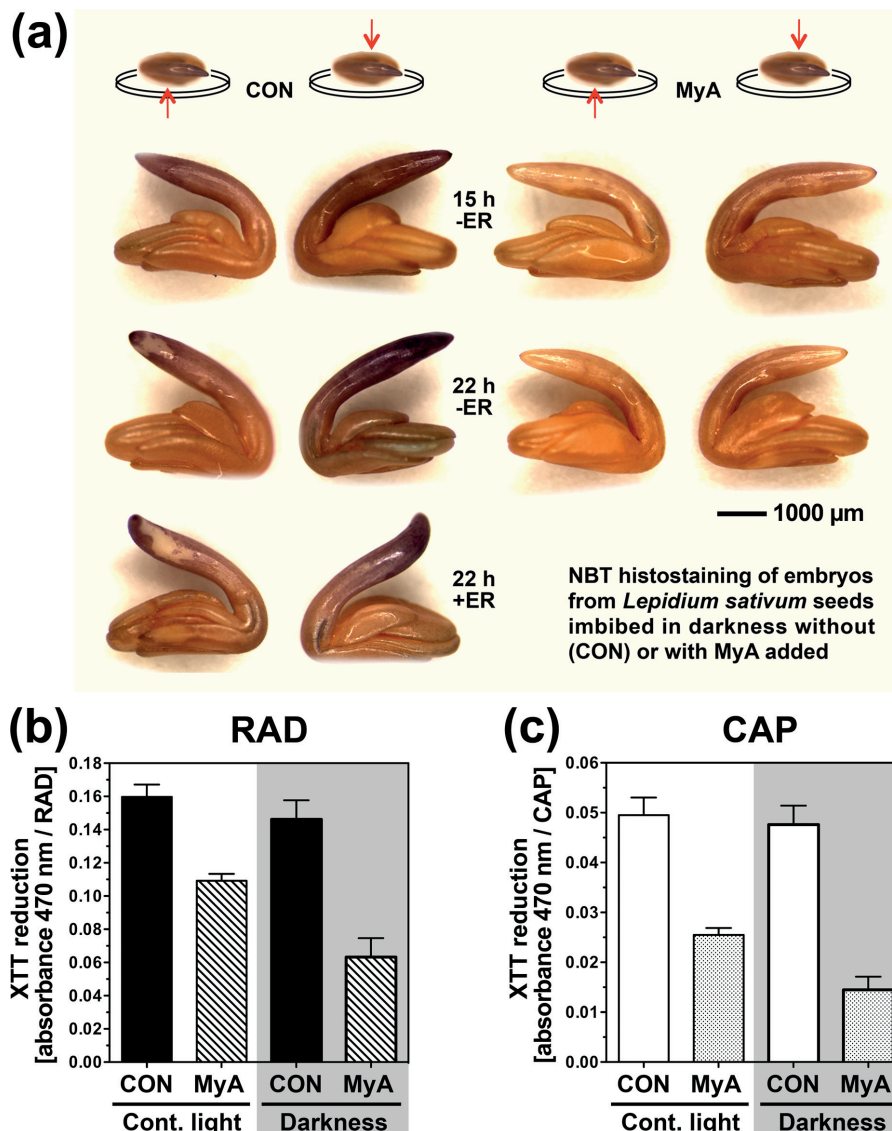 (a)
CON
MyA
15 h
-ER
22 h
-ER
1000 µm
22 h
+ER
NBT histostaining of embryos
from Lepidium sativum seeds
imbibed in darkness without
(CON) or with MyA added
(b)
RAD
XTT reduction
[absorbance 470 nm / RAD]
0.18
0.16
0.14
0.12
0.10
0.08
0.06
0.04
0.02
0.00
CON MyA CON MyA
Cont. light Darkness
(c)
CAP
XTT reduction
[absorbance 470 nm / CAP]
0.06
0.05
0.04
0.03
0.02
0.01
0.00
CON MyA CON MyA
Cont. light Darkness